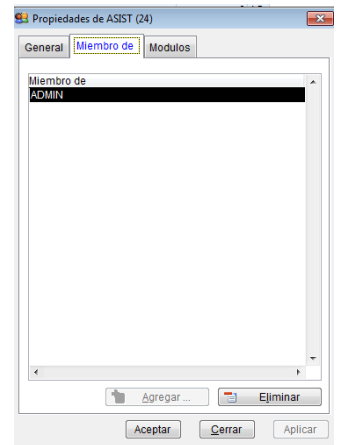 Propiedades de ASIST (24)
General Miembro de Modulos
Miembro de
ADMIN
Agregar ... Eliminar
Aceptar Cerrar Aplicar